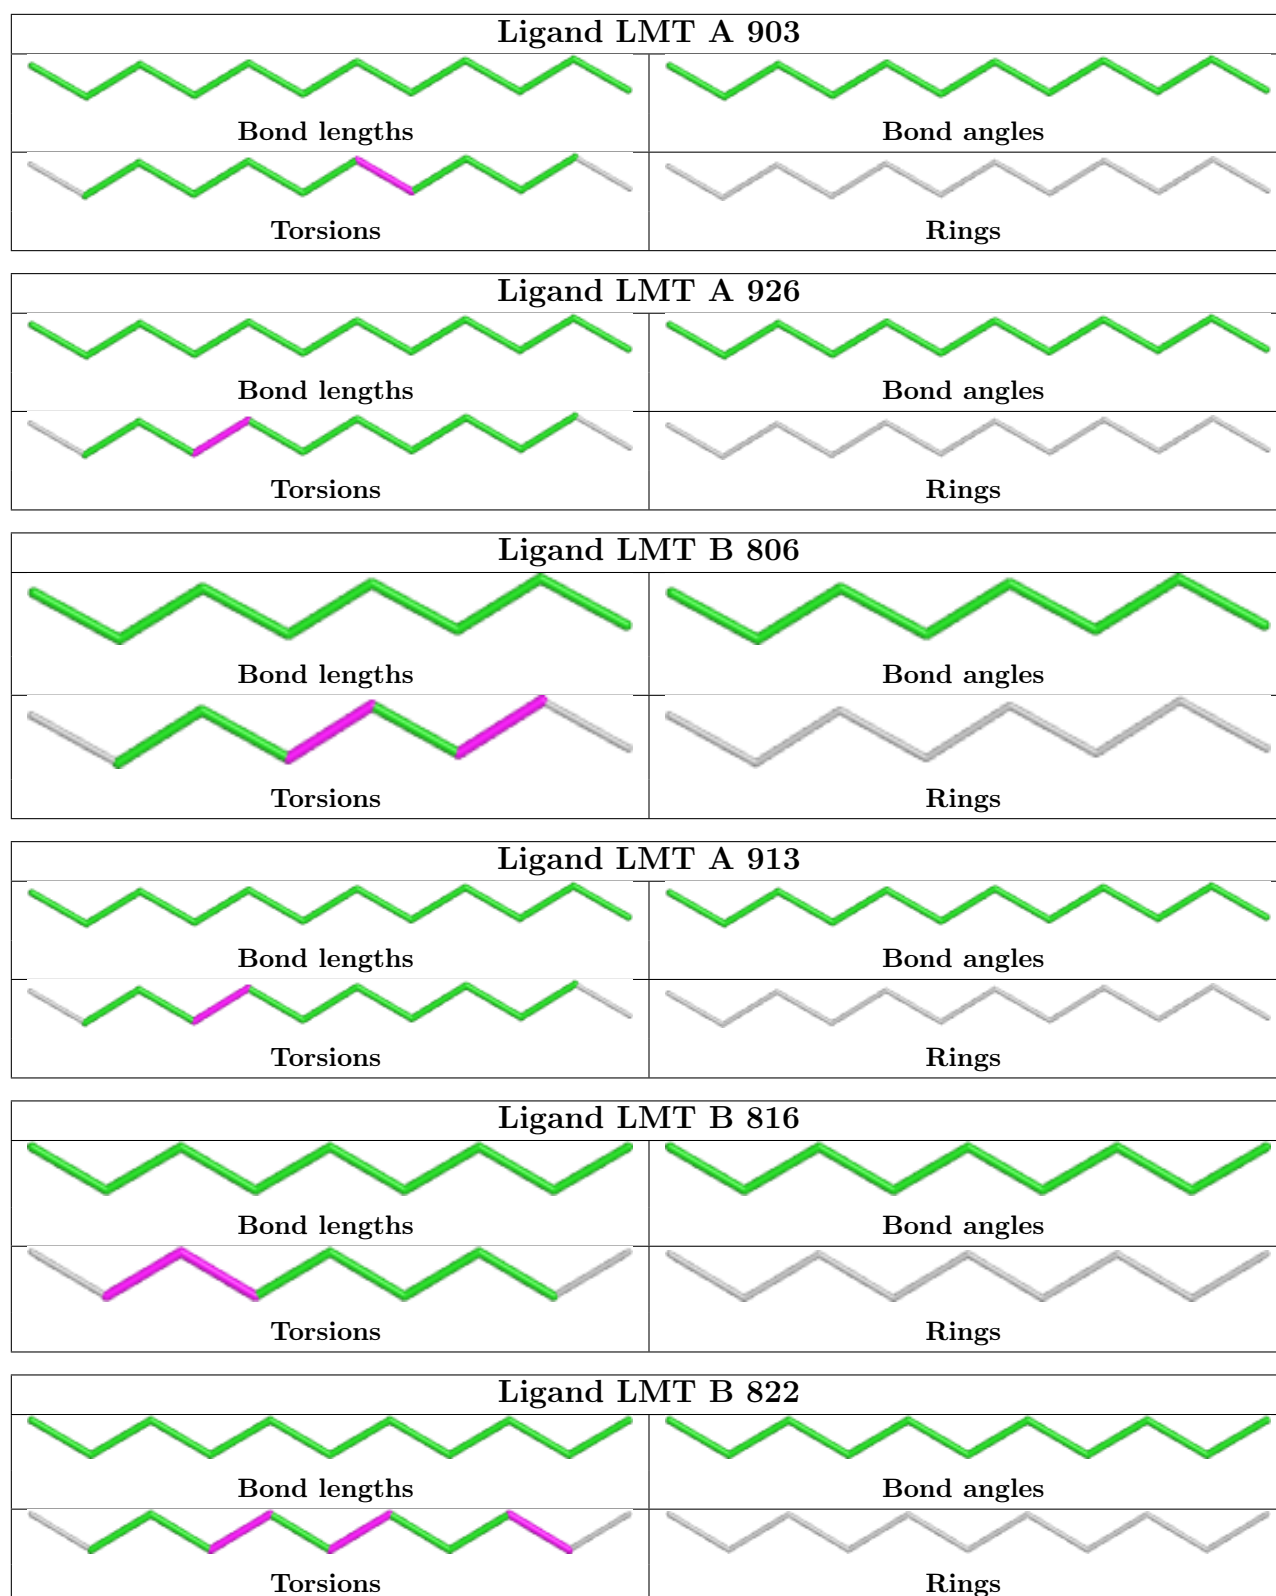 Ligand LMT A 903
Bond lengths
Bond angles
Torsions
Rings
Ligand LMT A 926
Bond lengths
Bond angles
Torsions
Rings
Ligand LMT B 806
Bond lengths
Bond angles
Torsions
Rings
Ligand LMT A 913
Bond lengths
Bond angles
Torsions
Rings
Ligand LMT B 816
Bond lengths
Bond angles
Torsions
Rings
Ligand LMT B 822
Bond lengths
Bond angles
Torsions
Rings